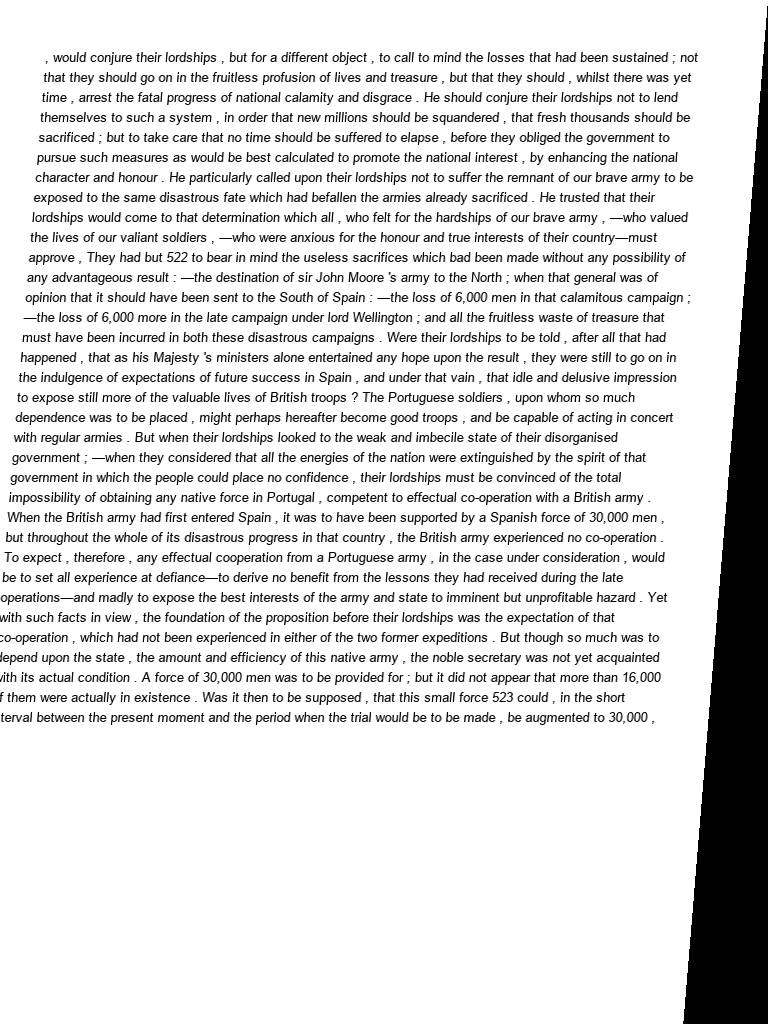 , would conjure their lordships , but for a different object , to call to mind the losses that had been sustained ; not
that they should go on in the fruitless profusion of lives and treasure , but that they should , whilst there was yet
time , arrest the fatal progress of national calamity and disgrace . He should conjure their lordships not to lend
themselves to such a system , in order that new millions should be squandered , that fresh thousands should be
sacrificed ; but to take care that no time should be suffered to elapse , before they obliged the government to
pursue such measures as would be best calculated to promote the national interest , by enhancing the national
character and honour . He particularly called upon their lordships not to suffer the remnant of our brave army to be
exposed to the same disastrous fate which had befallen the armies already sacrificed . He trusted that their
lordships would come to that determination which all , who felt for the hardships of our brave army , —who valued
the lives of our valiant soldiers , —who were anxious for the honour and true interests of their country—must
approve , They had but 522 to bear in mind the useless sacrifices which bad been made without any possibility of
any advantageous result : —the destination of sir John Moore 's army to the North ; when that general was of
opinion that it should have been sent to the South of Spain : —the loss of 6,000 men in that calamitous campaign ;
—the loss of 6,000 more in the late campaign under lord Wellington ; and all the fruitless waste of treasure that
must have been incurred in both these disastrous campaigns . Were their lordships to be told , after all that had
happened , that as his Majesty 's ministers alone entertained any hope upon the result , they were still to go on in
the indulgence of expectations of future success in Spain , and under that vain , that idle and delusive impression
to expose still more of the valuable lives of British troops ? The Portuguese soldiers , upon whom so much
dependence was to be placed , might perhaps hereafter become good troops , and be capable of acting in concert
with regular armies . But when their lordships looked to the weak and imbecile state of their disorganised
government ; —when they considered that all the energies of the nation were extinguished by the spirit of that
government in which the people could place no confidence , their lordships must be convinced of the total
impossibility of obtaining any native force in Portugal , competent to effectual co-operation with a British army .
When the British army had first entered Spain , it was to have been supported by a Spanish force of 30,000 men ,
but throughout the whole of its disastrous progress in that country , the British army experienced no co-operation .
To expect , therefore , any effectual cooperation from a Portuguese army , in the case under consideration , would
be to set all experience at defiance—to derive no benefit from the lessons they had received during the late
operations—and madly to expose the best interests of the army and state to imminent but unprofitable hazard . Yet
with such facts in view , the foundation of the proposition before their lordships was the expectation of that
co-operation , which had not been experienced in either of the two former expeditions . But though so much was to
depend upon the state , the amount and efficiency of this native army , the noble secretary was not yet acquainted
with its actual condition . A force of 30,000 men was to be provided for ; but it did not appear that more than 16,000
f them were actually in existence . Was it then to be supposed , that this small force 523 could , in the short
terval between the present moment and the period when the trial would be to be made , be augmented to 30,000 ,